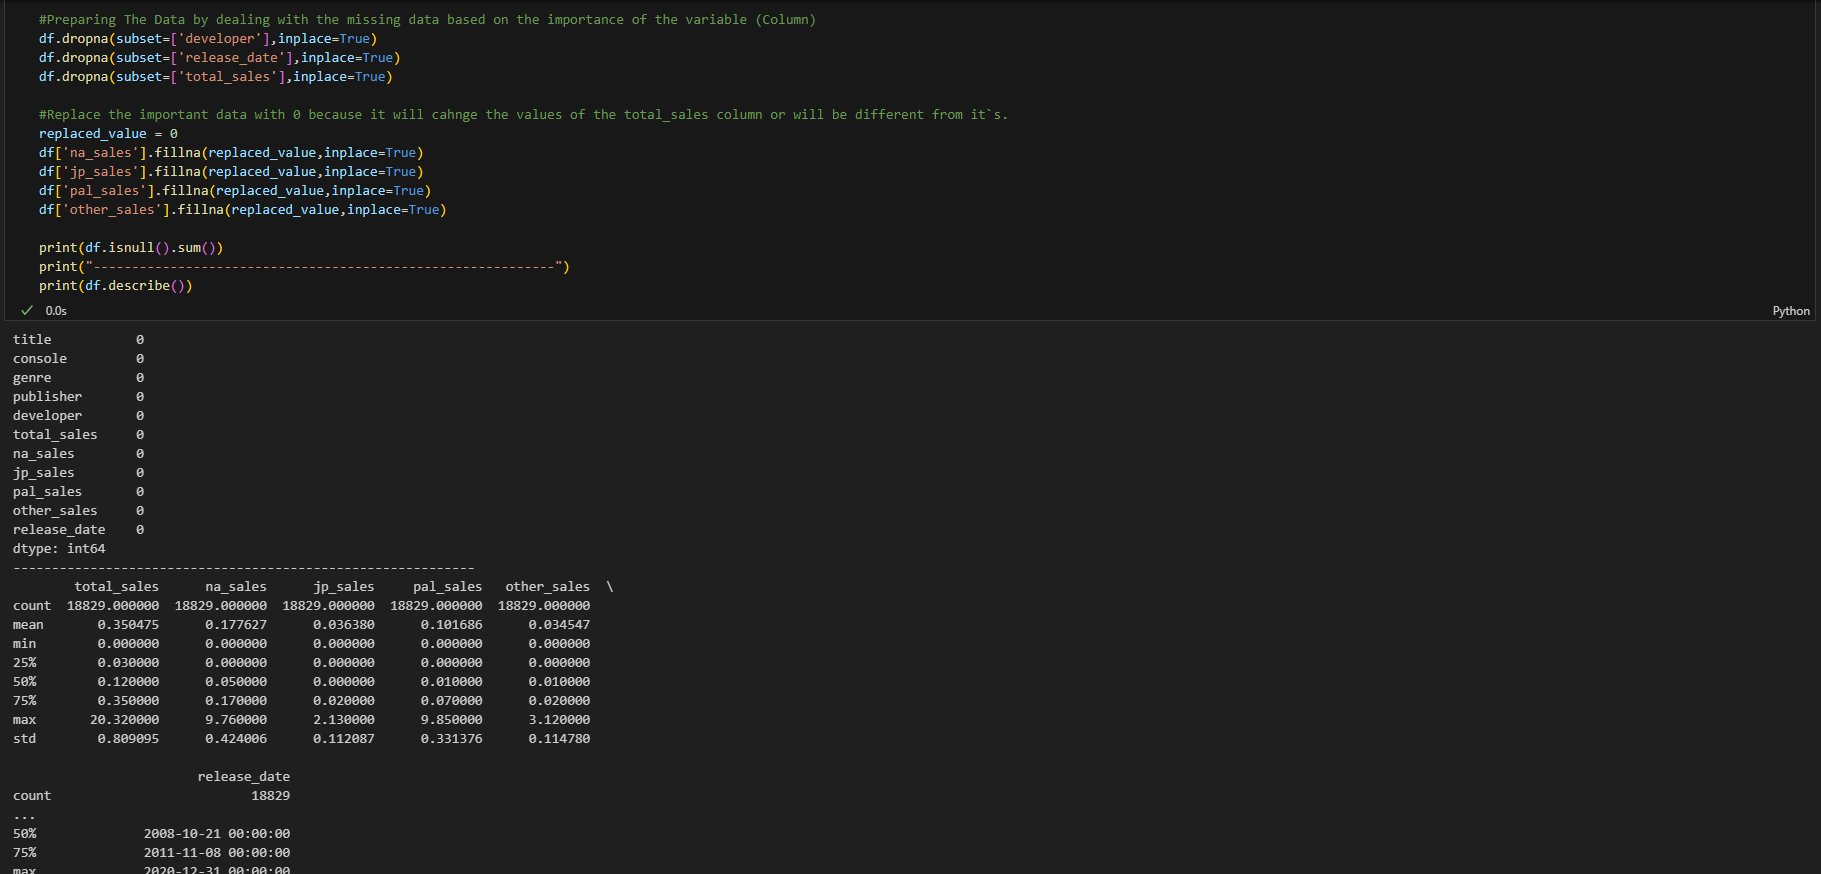 #Preparing The Data by dealing with the missing data based on the importance of the variable (Column)
df.dropna(subset=['developer'],inplace=True)
df.dropna(subset=['release_date'],inplace=True)
df.dropna(subset=['total_sales'],inplace=True)
#Replace the important data with 0 because it will cahnge the values of the total_sales column or will be different from it`s.
replaced_value = 0
df['na_sales'].fillna(replaced_value,inplace=True)
df['jp_sales'].fillna(replaced_value,inplace=True)
df['pal_sales'].fillna(replaced_value,inplace=True)
df['other_sales'].fillna(replaced_value,inplace=True)
print(df.isnull().sum())
print("------------------------------------------------------------")
print(df.describe())
0.0s
Python
title 0
console 0
genre 0
publisher 0
developer 0
total_sales 0
na_sales 0
jp_sales 0
pal_sales 0
other_sales 0
release_date 0
dtype: int64
------------------------------------------------------------
total_sales na_sales jp_sales pal_sales other_sales \
count 18829.000000 18829.000000 18829.000000 18829.000000 18829.000000
mean 0.350475 0.177627 0.036380 0.101686 0.034547
min 0.000000 0.000000 0.000000 0.000000 0.000000
25% 0.030000 0.000000 0.000000 0.000000 0.000000
50% 0.120000 0.050000 0.000000 0.010000 0.010000
75% 0.350000 0.170000 0.020000 0.070000 0.020000
max 20.320000 9.760000 2.130000 9.850000 3.120000
std 0.809095 0.424006 0.112087 0.331376 0.114780
release_date
count 18829
...
50% 2008-10-21 00:00:00
75% 2011-11-08 00:00:00
max 2020-12-31 00:00:00